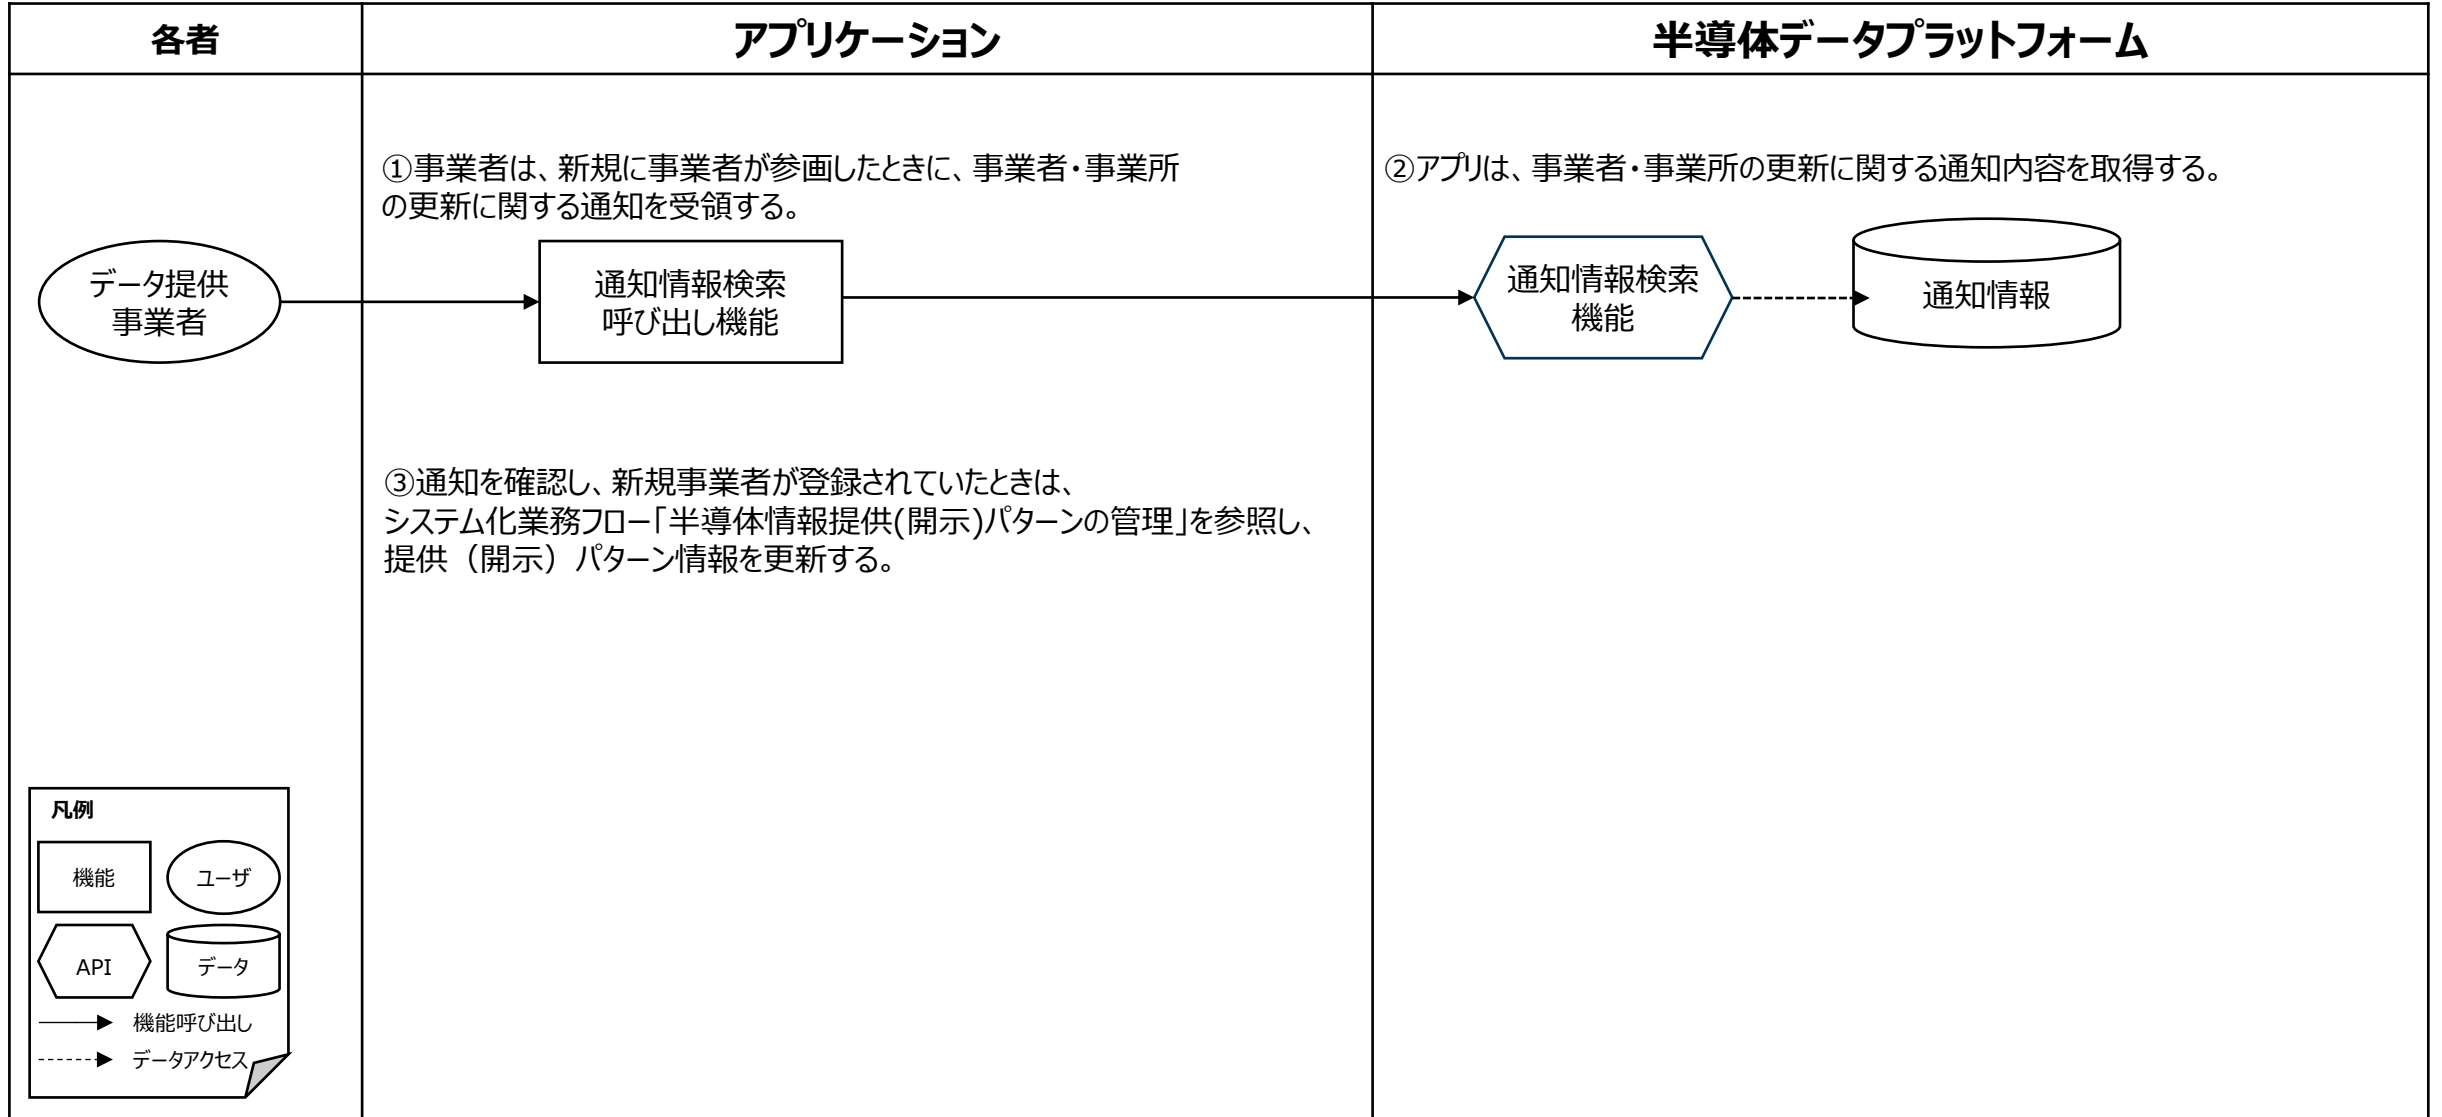 各者
アプリケーション
半導体データプラットフォーム
①事業者は、新規に事業者が参画したときに、事業者・事業所
の更新に関する通知を受領する。
②アプリは、事業者・事業所の更新に関する通知内容を取得する。
データ提供
事業者
通知情報検索
呼び出し機能
通知情報検索
機能
通知情報
③通知を確認し、新規事業者が登録されていたときは、
システム化業務フロー「半導体情報提供(開示)パターンの管理」を参照し、
提供（開示）パターン情報を更新する。
凡例
機能
ユーザ
API
データ
機能呼び出し
データアクセス